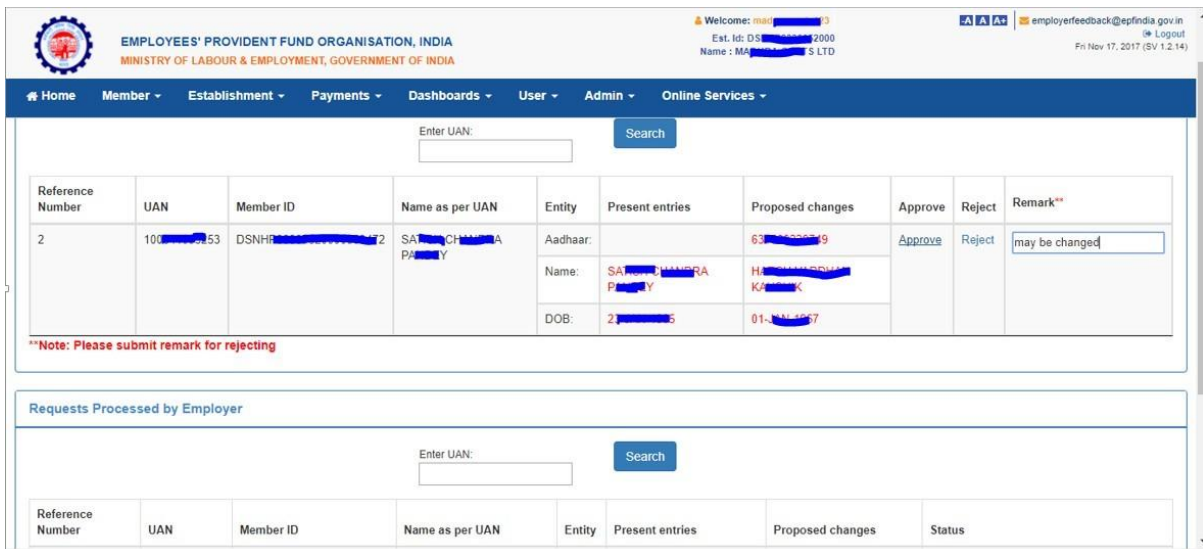 Welcome:
-A A A+
employerfeedback@epfindia.gov.in
EMPLOYEES' PROVIDENT FUND ORGANISATION, INDIA
Est. Id:
Logout
MINISTRY OF LABOUR & EMPLOYMENT, GOVERNMENT OF INDIA
Name : LTD
Fri Nov 17, 2017 (SV 1.2.14)
Home Member Establishment Payments Dashboards User Admin Online Services
Enter UAN:
Search
Reference Number UAN Member ID Name as per UAN Entity Present entries Proposed changes Approve Reject Remark**
2 Aadhaar: Approve Reject may be changed
Name:
DOB:
**Note: Please submit remark for rejecting
Requests Processed by Employer
Enter UAN:
Search
Reference Number UAN Member ID Name as per UAN Entity Present entries Proposed changes Status